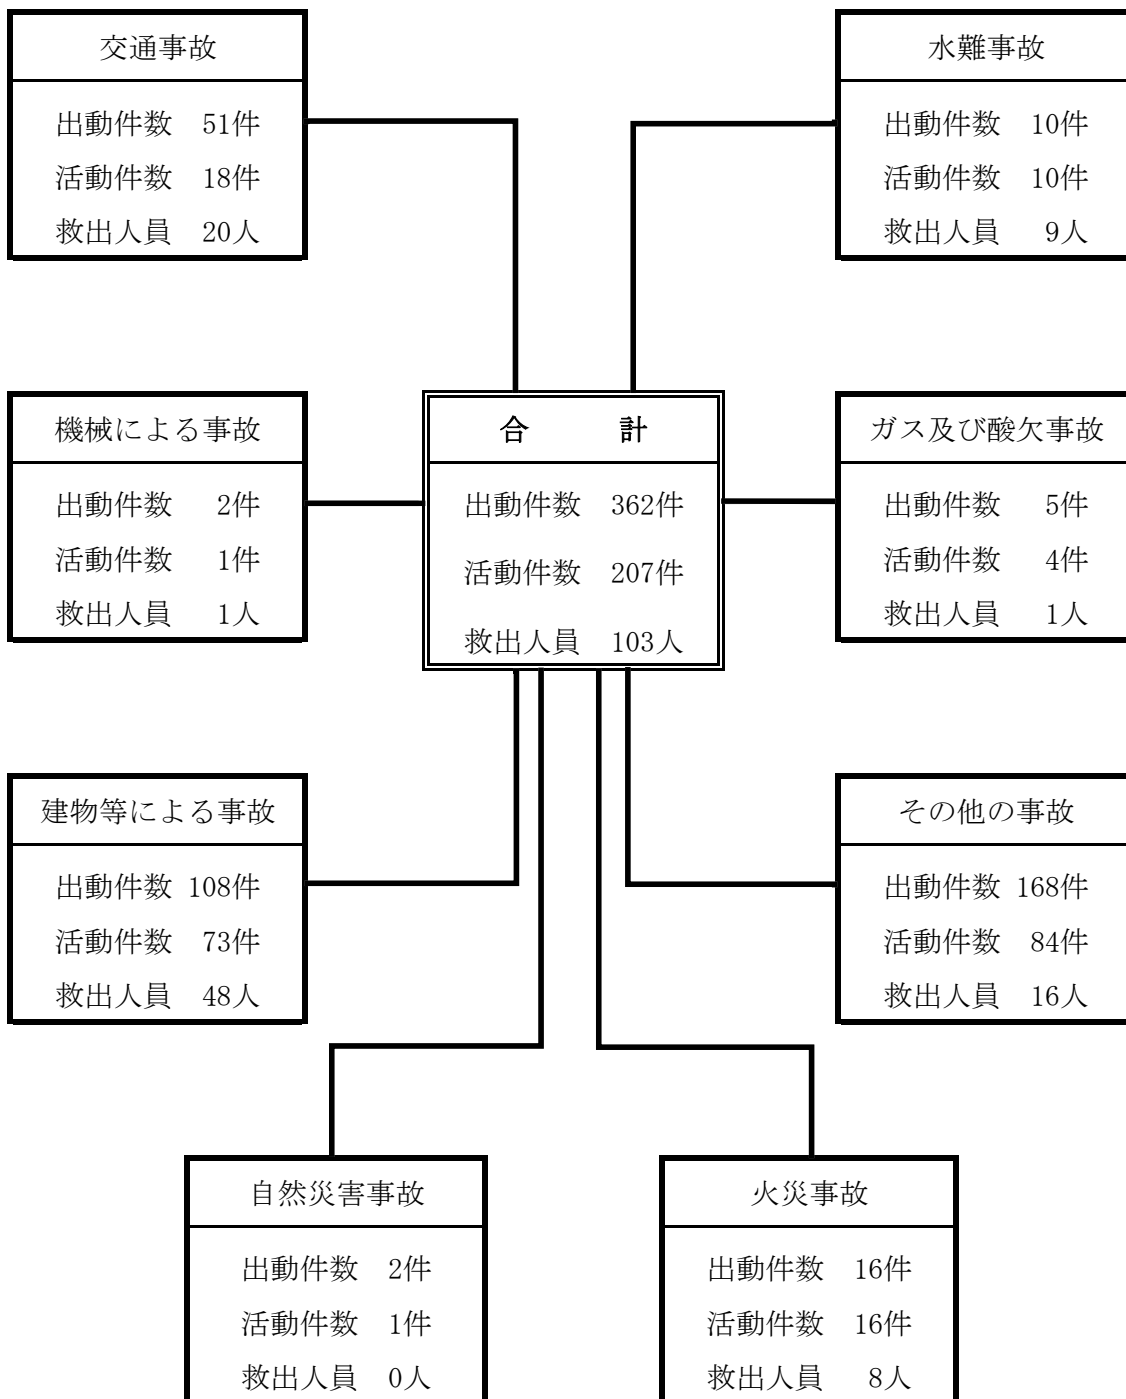 交通事故
出動件数 51件
活動件数 18件
救出人員 20人
水難事故
出動件数 10件
活動件数 10件
救出人員 9人
機械による事故
出動件数 2件
活動件数 1件
救出人員 1人
合 計
出動件数 362件
活動件数 207件
救出人員 103人
ガス及び酸欠事故
出動件数 5件
活動件数 4件
救出人員 1人
建物等による事故
出動件数 108件
活動件数 73件
救出人員 48人
その他の事故
出動件数 168件
活動件数 84件
救出人員 16人
自然災害事故
出動件数 2件
活動件数 1件
救出人員 0人
火災事故
出動件数 16件
活動件数 16件
救出人員 8人